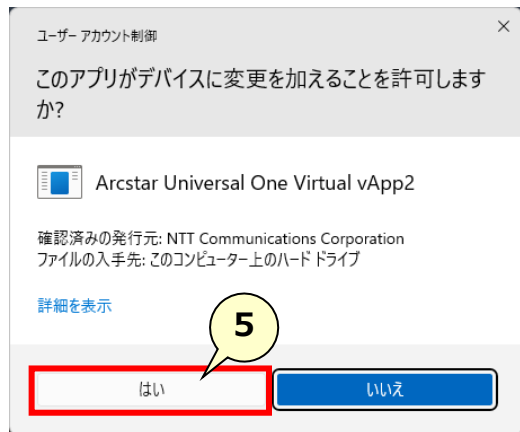 ユーザー アカウント制御
このアプリがデバイスに変更を加えることを許可します
か?
Arcstar Universal One Virtual vApp2
確認済みの発行元: NTT Communications Corporation
ファイルの入手先: このコンピューター上のハード ドライブ
詳細を表示
5
はい
いいえ